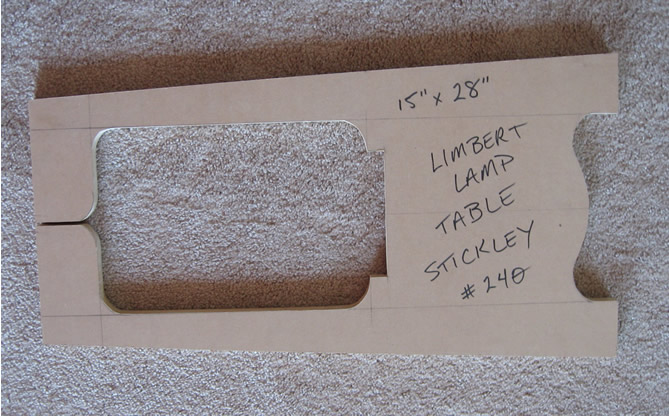 15" x 28"
LIMBERT
LAMP
TABLE
STICKLEY
# 240